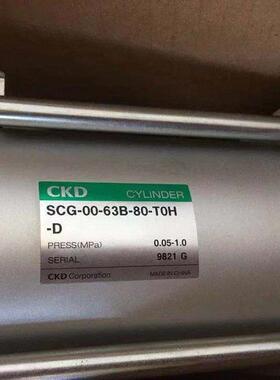 CKD CYLINDER
SCG-00-63B-80-T0H
-D
PRESS(MPa) 0.05-1.0
SERIAL 9821 G
CKD Corporation MADE IN CHINA